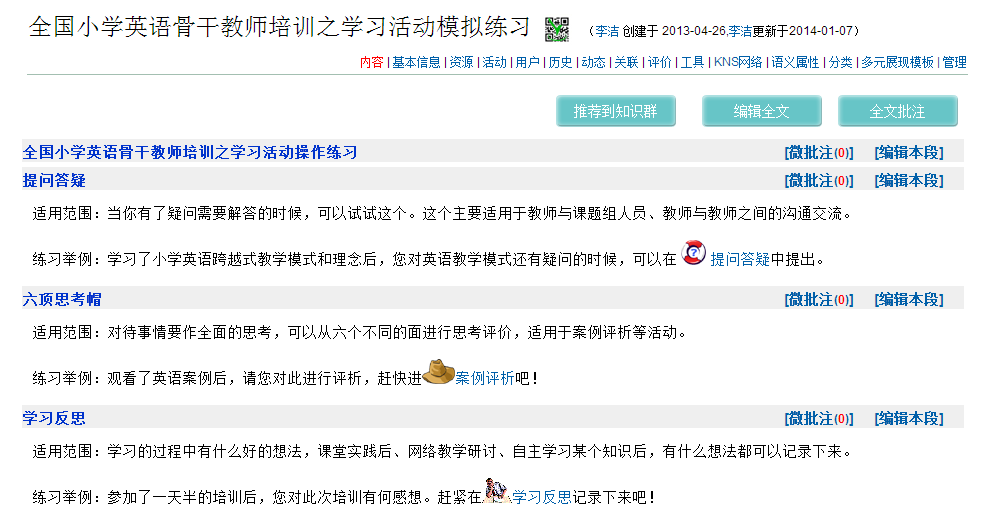 全国小学英语骨干教师培训之学习活动模拟练习 （李洁 创建于 2013-04-26,李洁更新于2014-01-07）
内容 | 基本信息 | 资源 | 活动 | 用户 | 历史 | 动态 | 关联 | 评价 | 工具 | KNS网络 | 语义属性 | 分类 | 多元展现模板 | 管理
推荐到知识群 编辑全文 全文批注
全国小学英语骨干教师培训之学习活动操作练习 [微批注(0)] [编辑本段]
提问答疑 [微批注(0)] [编辑本段]
适用范围：当你有了疑问需要解答的时候，可以试试这个。这个主要适用于教师与课题组人员、教师与教师之间的沟通交流。
练习举例：学习了小学英语跨越式教学模式和理念后，您对英语教学模式还有疑问的时候，可以在 提问答疑中提出。
六顶思考帽 [微批注(0)] [编辑本段]
适用范围：对待事情要作全面的思考，可以从六个不同的面进行思考评价，适用于案例评析等活动。
练习举例：观看了英语案例后，请您对此进行评析，赶快进案例评析吧！
学习反思 [微批注(0)] [编辑本段]
适用范围：学习的过程中有什么好的想法，课堂实践后、网络教学研讨、自主学习某个知识后，有什么想法都可以记录下来。
练习举例：参加了一天半的培训后，您对此次培训有何感想。赶紧在学习反思记录下来吧！